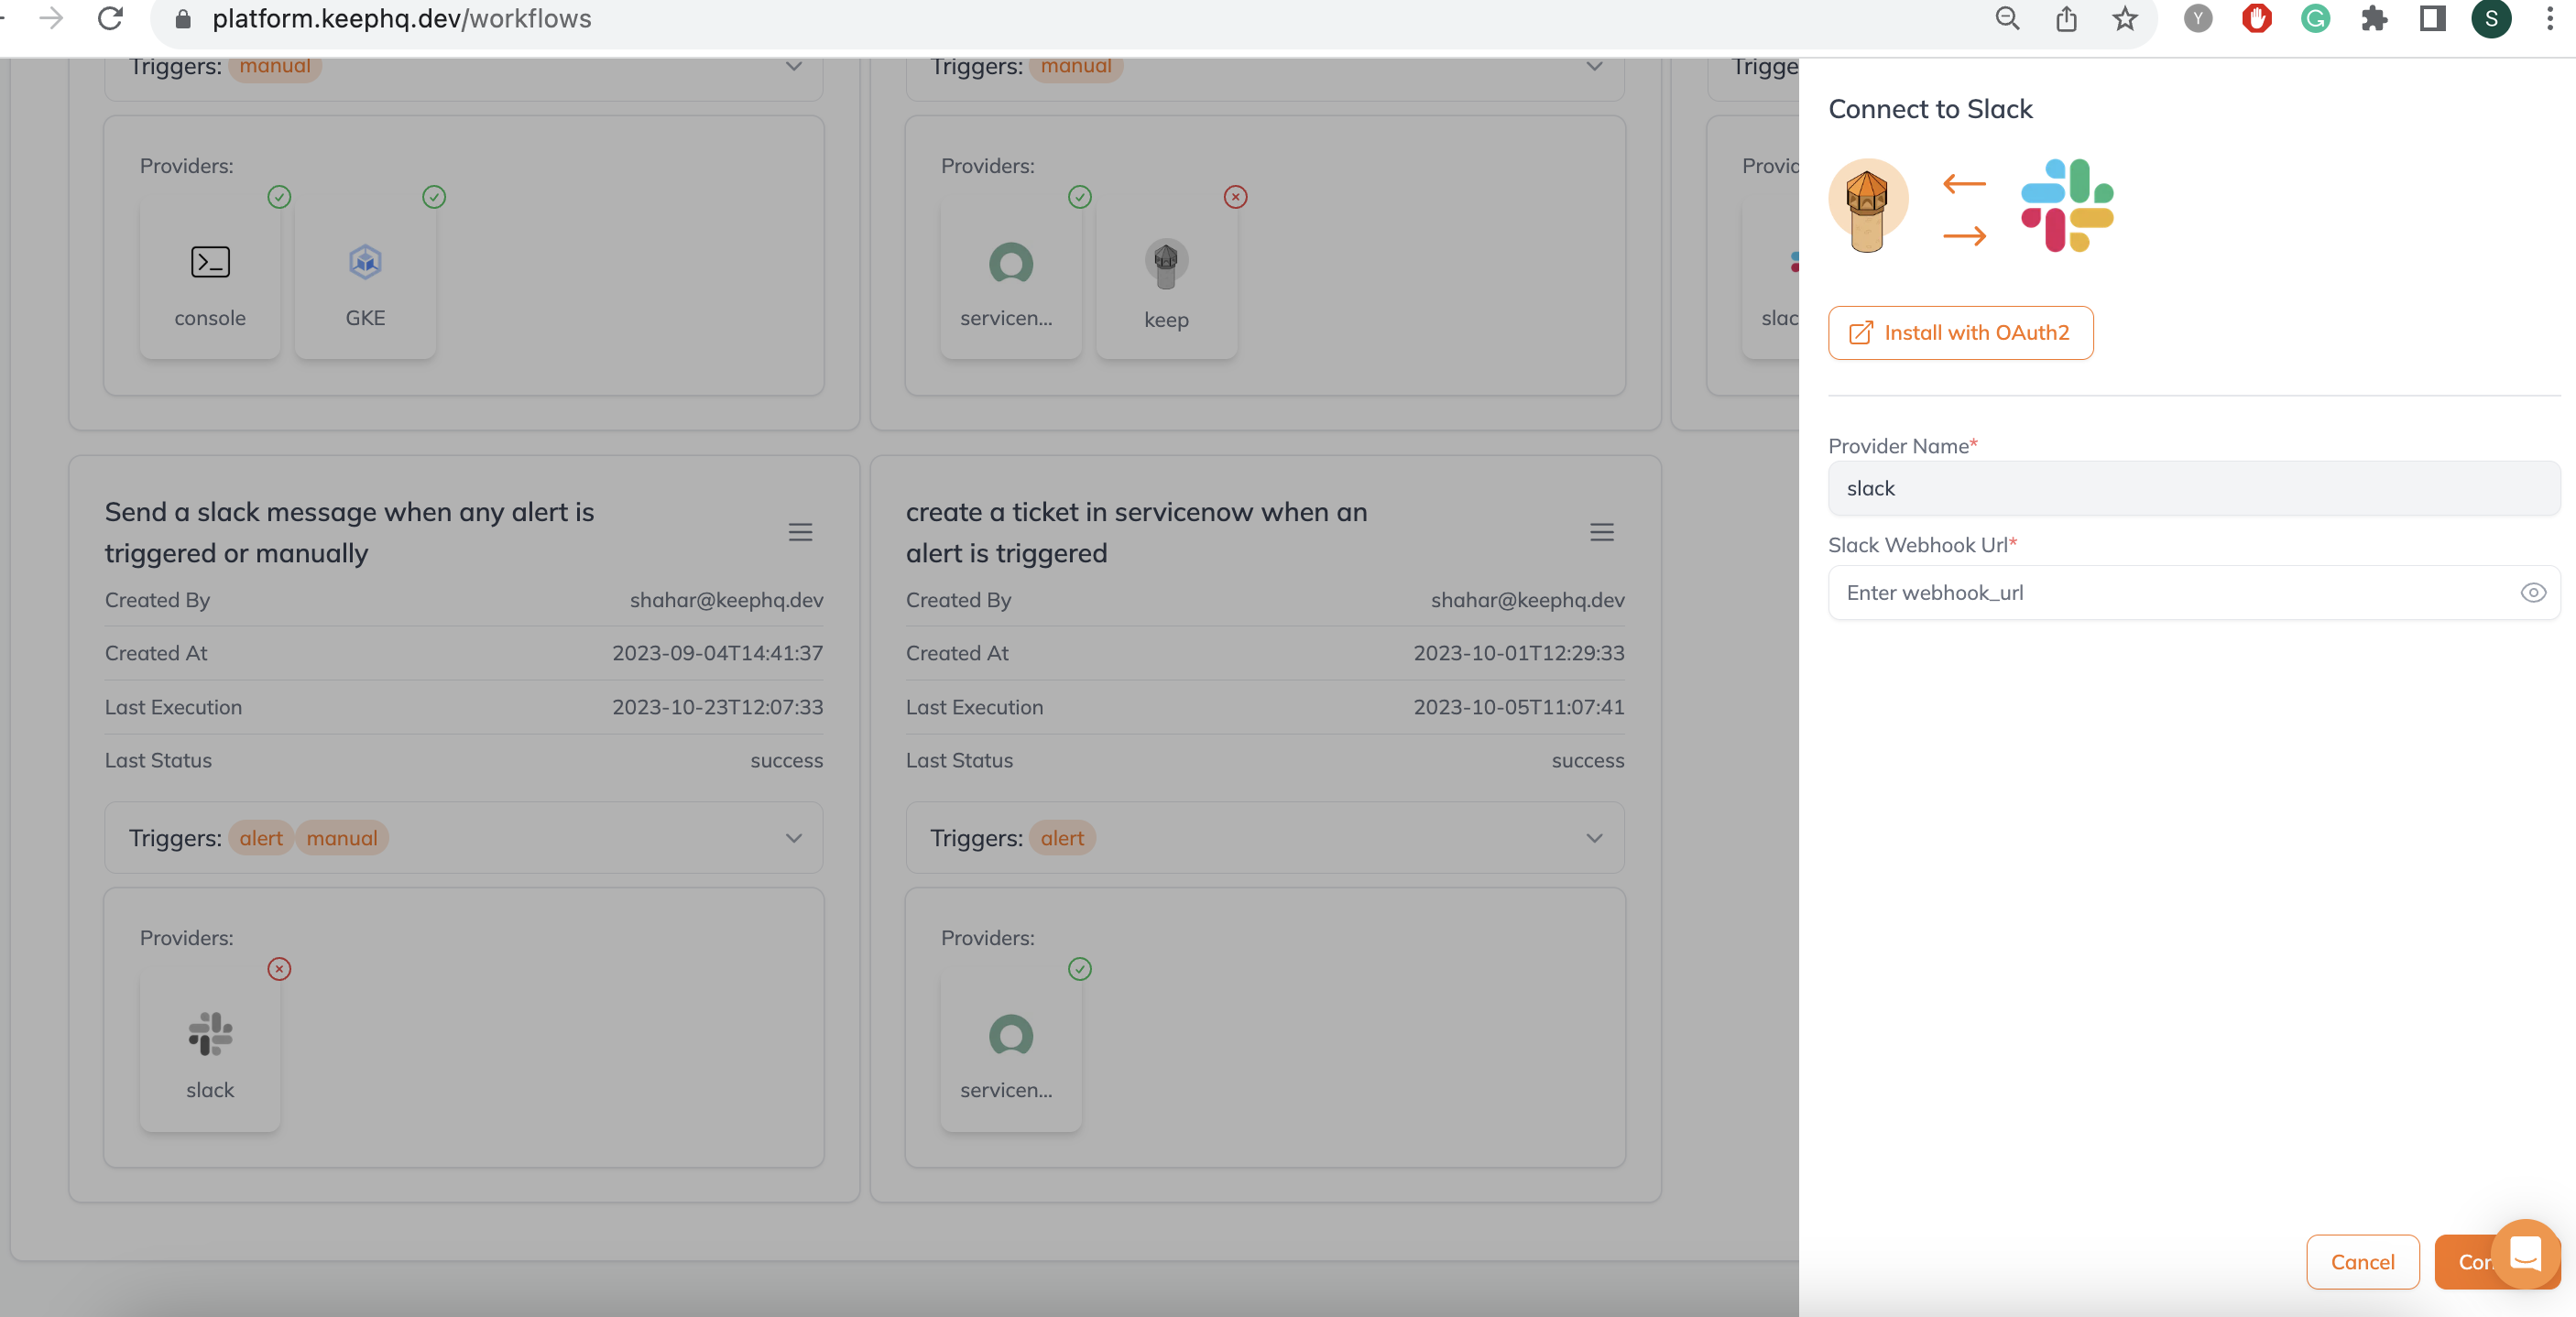 platform.keephq.dev/workflows
Y
G
S
Triggers: manual
Triggers: manual
Connect to Slack
Providers:
Providers:
console
GKE
servicen...
keep
Install with OAuth2
Provider Name*
slack
Send a slack message when any alert is
triggered or manually
create a ticket in servicenow when an
alert is triggered
Slack Webhook Url*
Enter webhook_url
Created By shahar@keephq.dev
Created By shahar@keephq.dev
Created At 2023-09-04T14:41:37
Created At 2023-10-01T12:29:33
Last Execution 2023-10-23T12:07:33
Last Execution 2023-10-05T11:07:41
Last Status success
Last Status success
Triggers: alert manual
Triggers: alert
Providers:
Providers:
slack
servicen...
Cancel